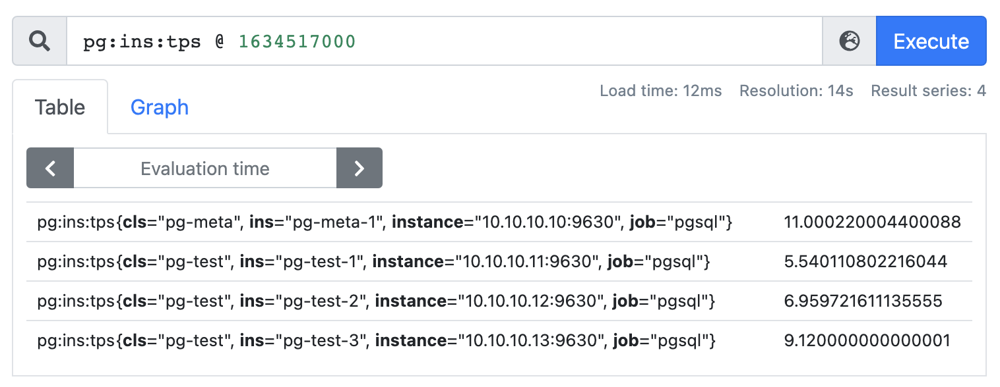 pg:ins:tps @ 1634517000
Execute
Load time: 12ms Resolution: 14s Result series: 4
Table Graph
Evaluation time
pg:ins:tps{cls="pg-meta", ins="pg-meta-1", instance="10.10.10.10:9630", job="pgsql"} 11.000220004400088
pg:ins:tps{cls="pg-test", ins="pg-test-1", instance="10.10.10.11:9630", job="pgsql"} 5.540110802216044
pg:ins:tps{cls="pg-test", ins="pg-test-2", instance="10.10.10.12:9630", job="pgsql"} 6.959721611135555
pg:ins:tps{cls="pg-test", ins="pg-test-3", instance="10.10.10.13:9630", job="pgsql"} 9.120000000000001